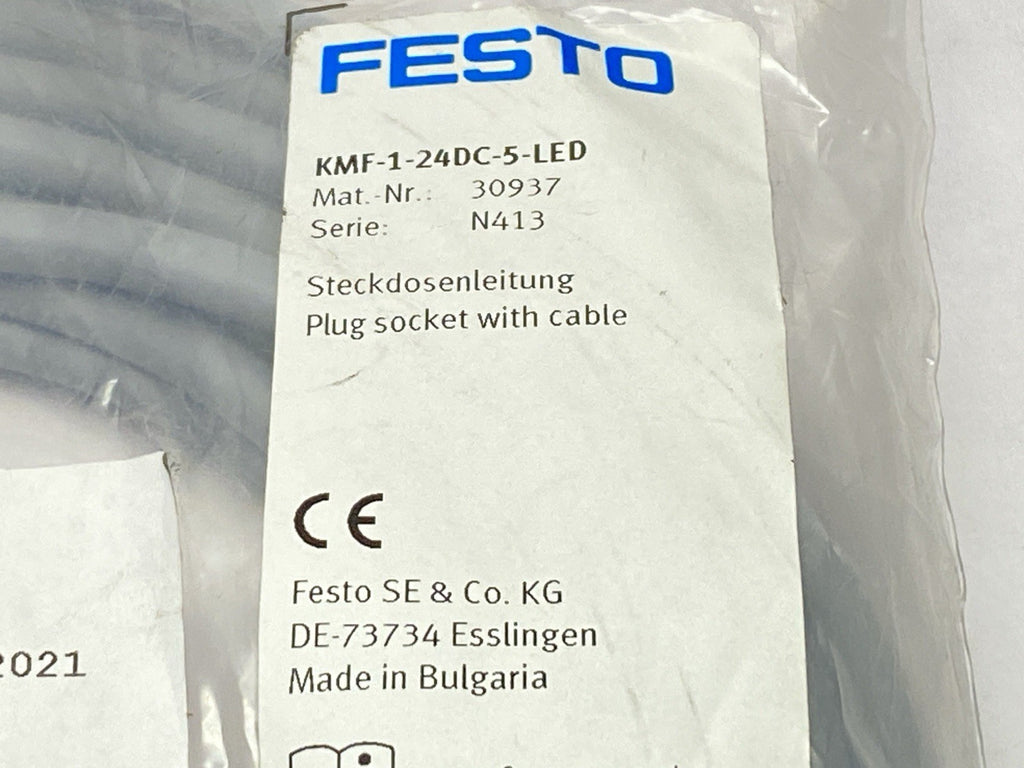 FESTO
KMF-1-24DC-5-LED
Mat.-Nr.: 30937
Serie: N413
Steckdosenleitung
Plug socket with cable
CE
Festo SE & Co. KG
DE-73734 Esslingen
Made in Bulgaria
2021